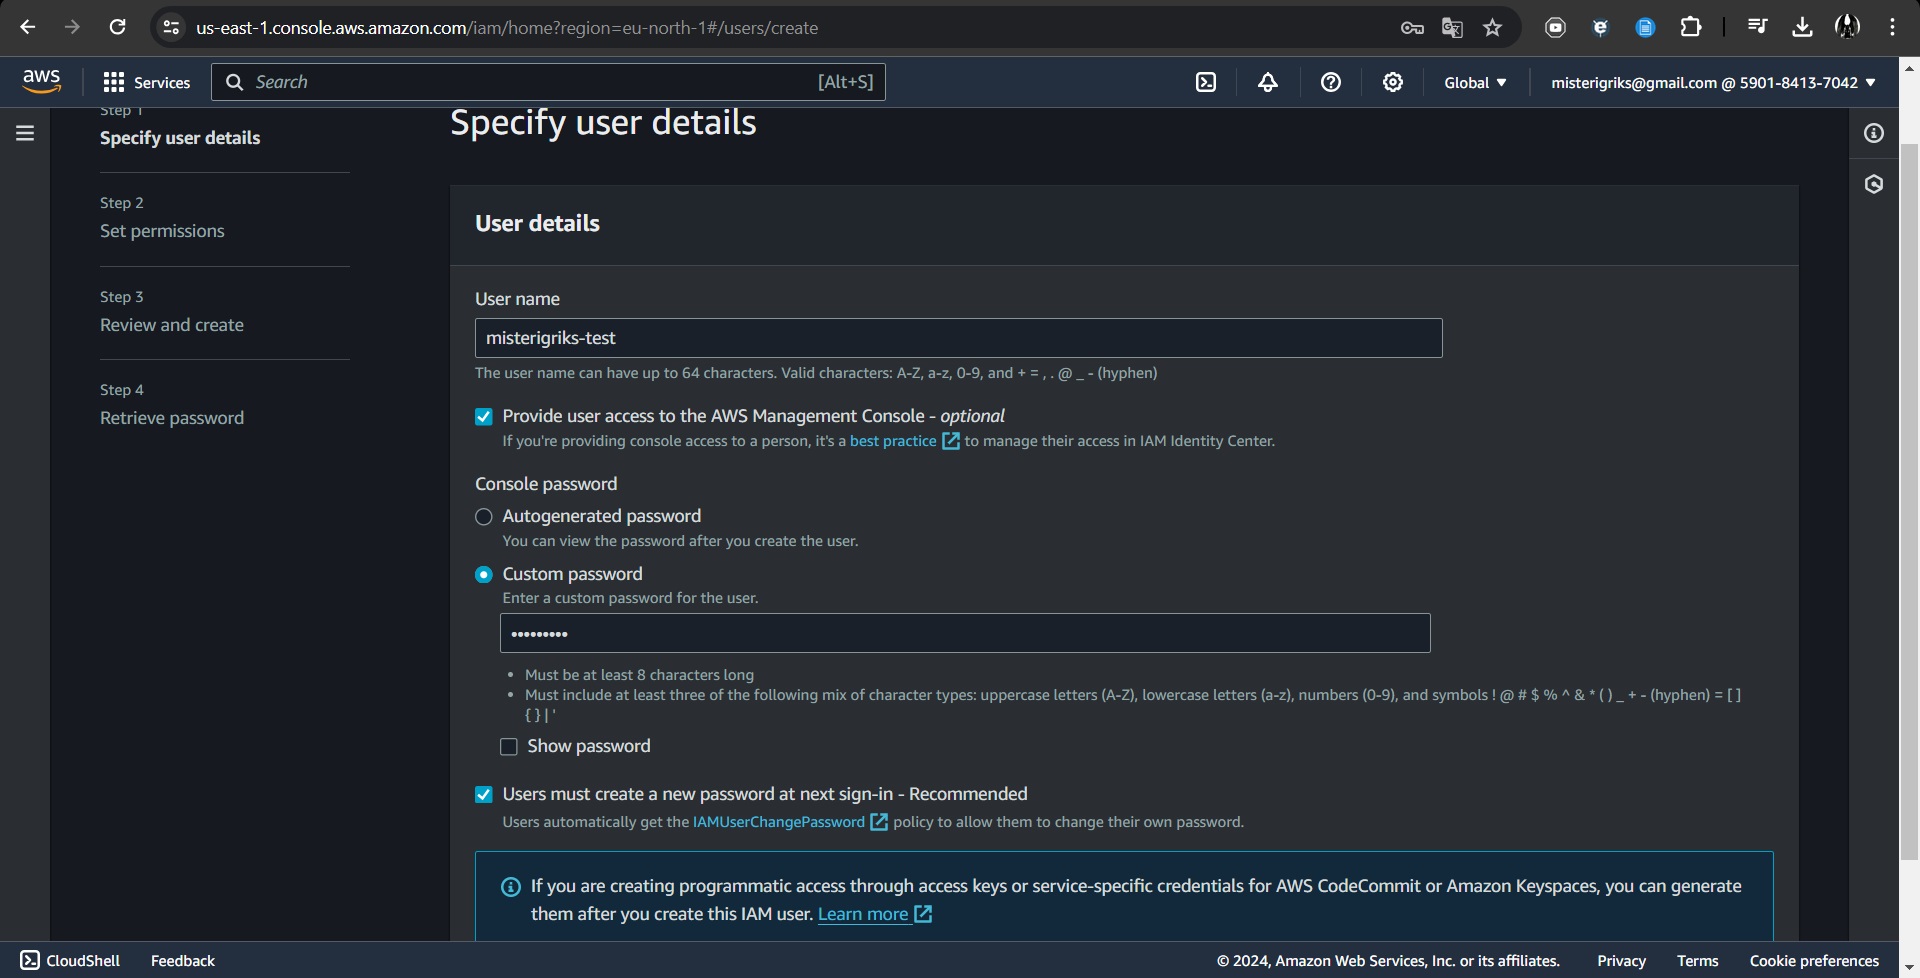 us-east-1.console.aws.amazon.com/iam/home?region=eu-north-1#/users/create
aws
Services
Search
[Alt+S]
Global
misterigriks@gmail.com @ 5901-8413-7042
Step 1
Specify user details
Step 2
Set permissions
Step 3
Review and create
Step 4
Retrieve password
Specify user details
User details
User name
misterigriks-test
The user name can have up to 64 characters. Valid characters: A-Z, a-z, 0-9, and + = , . @ _ - (hyphen)
Provide user access to the AWS Management Console - optional
If you're providing console access to a person, it's a best practice to manage their access in IAM Identity Center.
Console password
Autogenerated password
You can view the password after you create the user.
Custom password
Enter a custom password for the user.
•••••••••
• Must be at least 8 characters long
• Must include at least three of the following mix of character types: uppercase letters (A-Z), lowercase letters (a-z), numbers (0-9), and symbols ! @ # $ % ^ & * ( ) _ + - (hyphen) = [ ]
{ } | '
Show password
Users must create a new password at next sign-in - Recommended
Users automatically get the IAMUserChangePassword policy to allow them to change their own password.
If you are creating programmatic access through access keys or service-specific credentials for AWS CodeCommit or Amazon Keyspaces, you can generate
them after you create this IAM user. Learn more
CloudShell
Feedback
© 2024, Amazon Web Services, Inc. or its affiliates.
Privacy
Terms
Cookie preferences